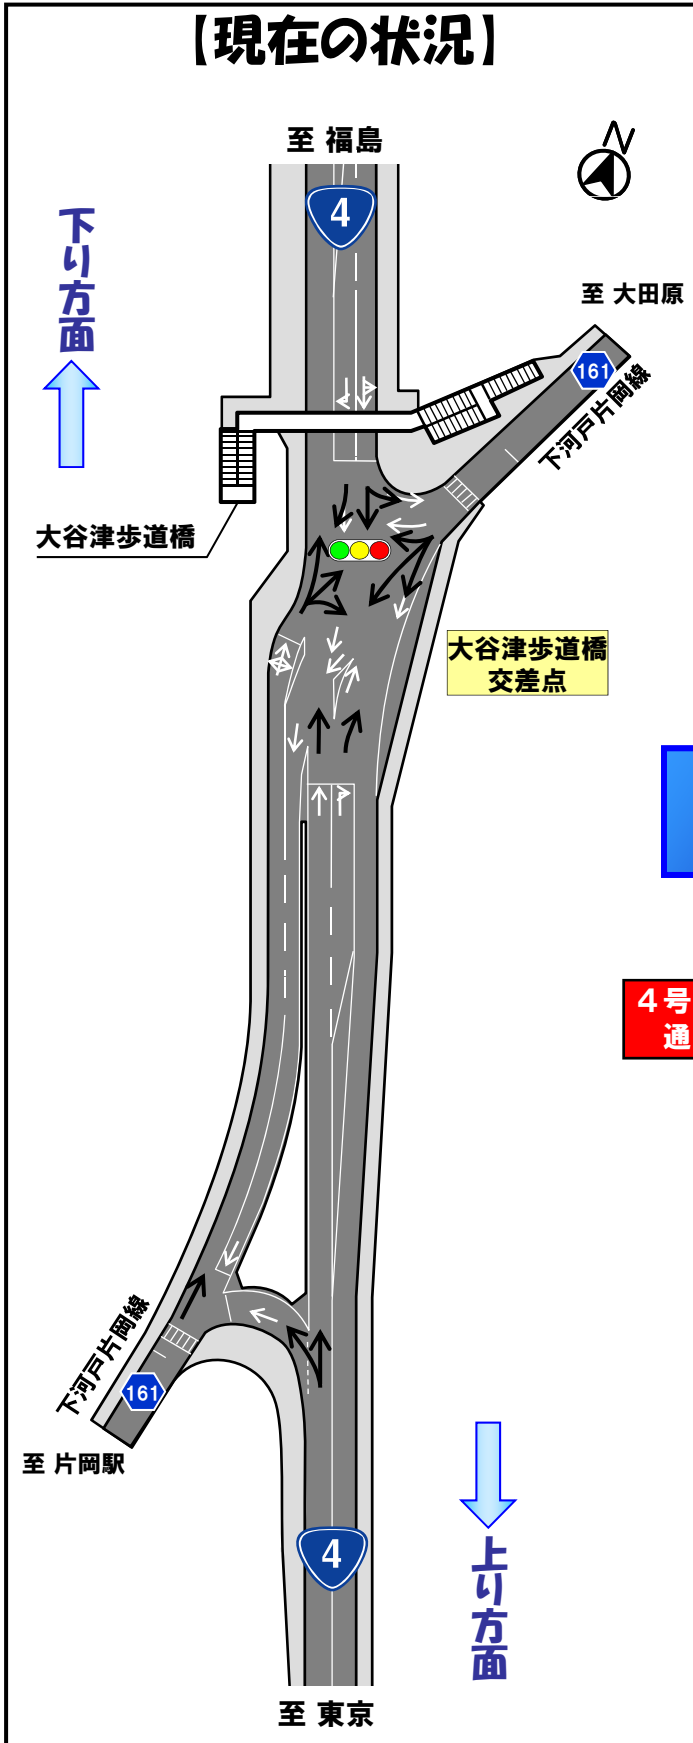 【現在の状況】
至 福島
N
4
下り方面
至 大田原
161
下河戸片岡線
大谷津歩道橋
大谷津歩道橋
交差点
４号
通
下河戸片岡線
161
至 片岡駅
4
上り方面
至 東京